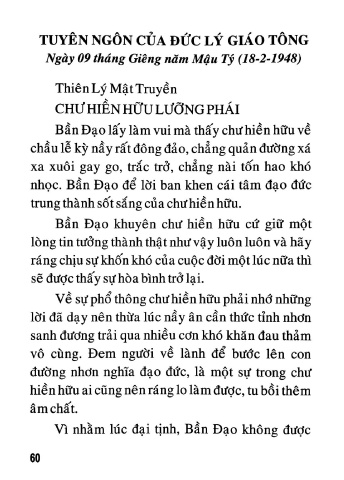 TUYÊN NGÔN CỦA ĐỨC LÝ GIÁO TÔNG
Ngày 09 tháng Giêng năm Mậu Tý (18-2-1948)
Thiên Lý Mật Truyền
CHƯ HIỀN HỮU LƯỠNG PHÁI
Bần Đạo lấy làm vui mà thấy chư hiền hữu về
chầu lễ kỳ nầy rất đông đảo, chẳng quản đường xá
xa xuôi gay go, trắc trở, chẳng nài tốn hao khó
nhọc. Bần Đạo để lời ban khen cái tâm đạo đức
trung thành sốt sắng của chư hiền hữu.
Bần Đạo khuyên chư hiền hữu cứ giữ một
lòng tin tưởng thành thật như vậy luôn luôn và hãy
ráng chịu sự khốn khó của cuộc đời một lúc nữa thì
sẽ được thấy sự hòa bình trở lại.
Về sự phổ thông chư hiền hữu phải nhớ những
lời đã dạy nên thừa lúc nầy ân cần thức tỉnh nhơn
sanh đương trải qua nhiều cơn khó khăn đau thảm
vô cùng. Đem người về lành để bước lên con
đường nhơn nghĩa đạo đức, là một sự trong chư
hiền hữu ai cũng nên ráng lo làm được, tu bồi thêm
âm chất.
Vì nhằm lúc đại tịnh, Bần Đạo không được
60